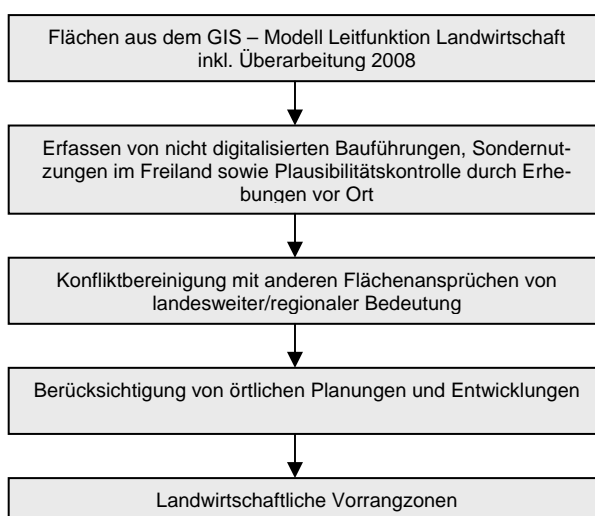 Flächen aus dem GIS – Modell Leitfunktion Landwirtschaft
inkl. Überarbeitung 2008
Erfassen von nicht digitalisierten Bauführungen, Sondernut-
zungen im Freiland sowie Plausibilitätskontrolle durch Erhe-
bungen vor Ort
Konfliktbereinigung mit anderen Flächenansprüchen von
landesweiter/regionaler Bedeutung
Berücksichtigung von örtlichen Planungen und Entwicklungen
Landwirtschaftliche Vorrangzonen